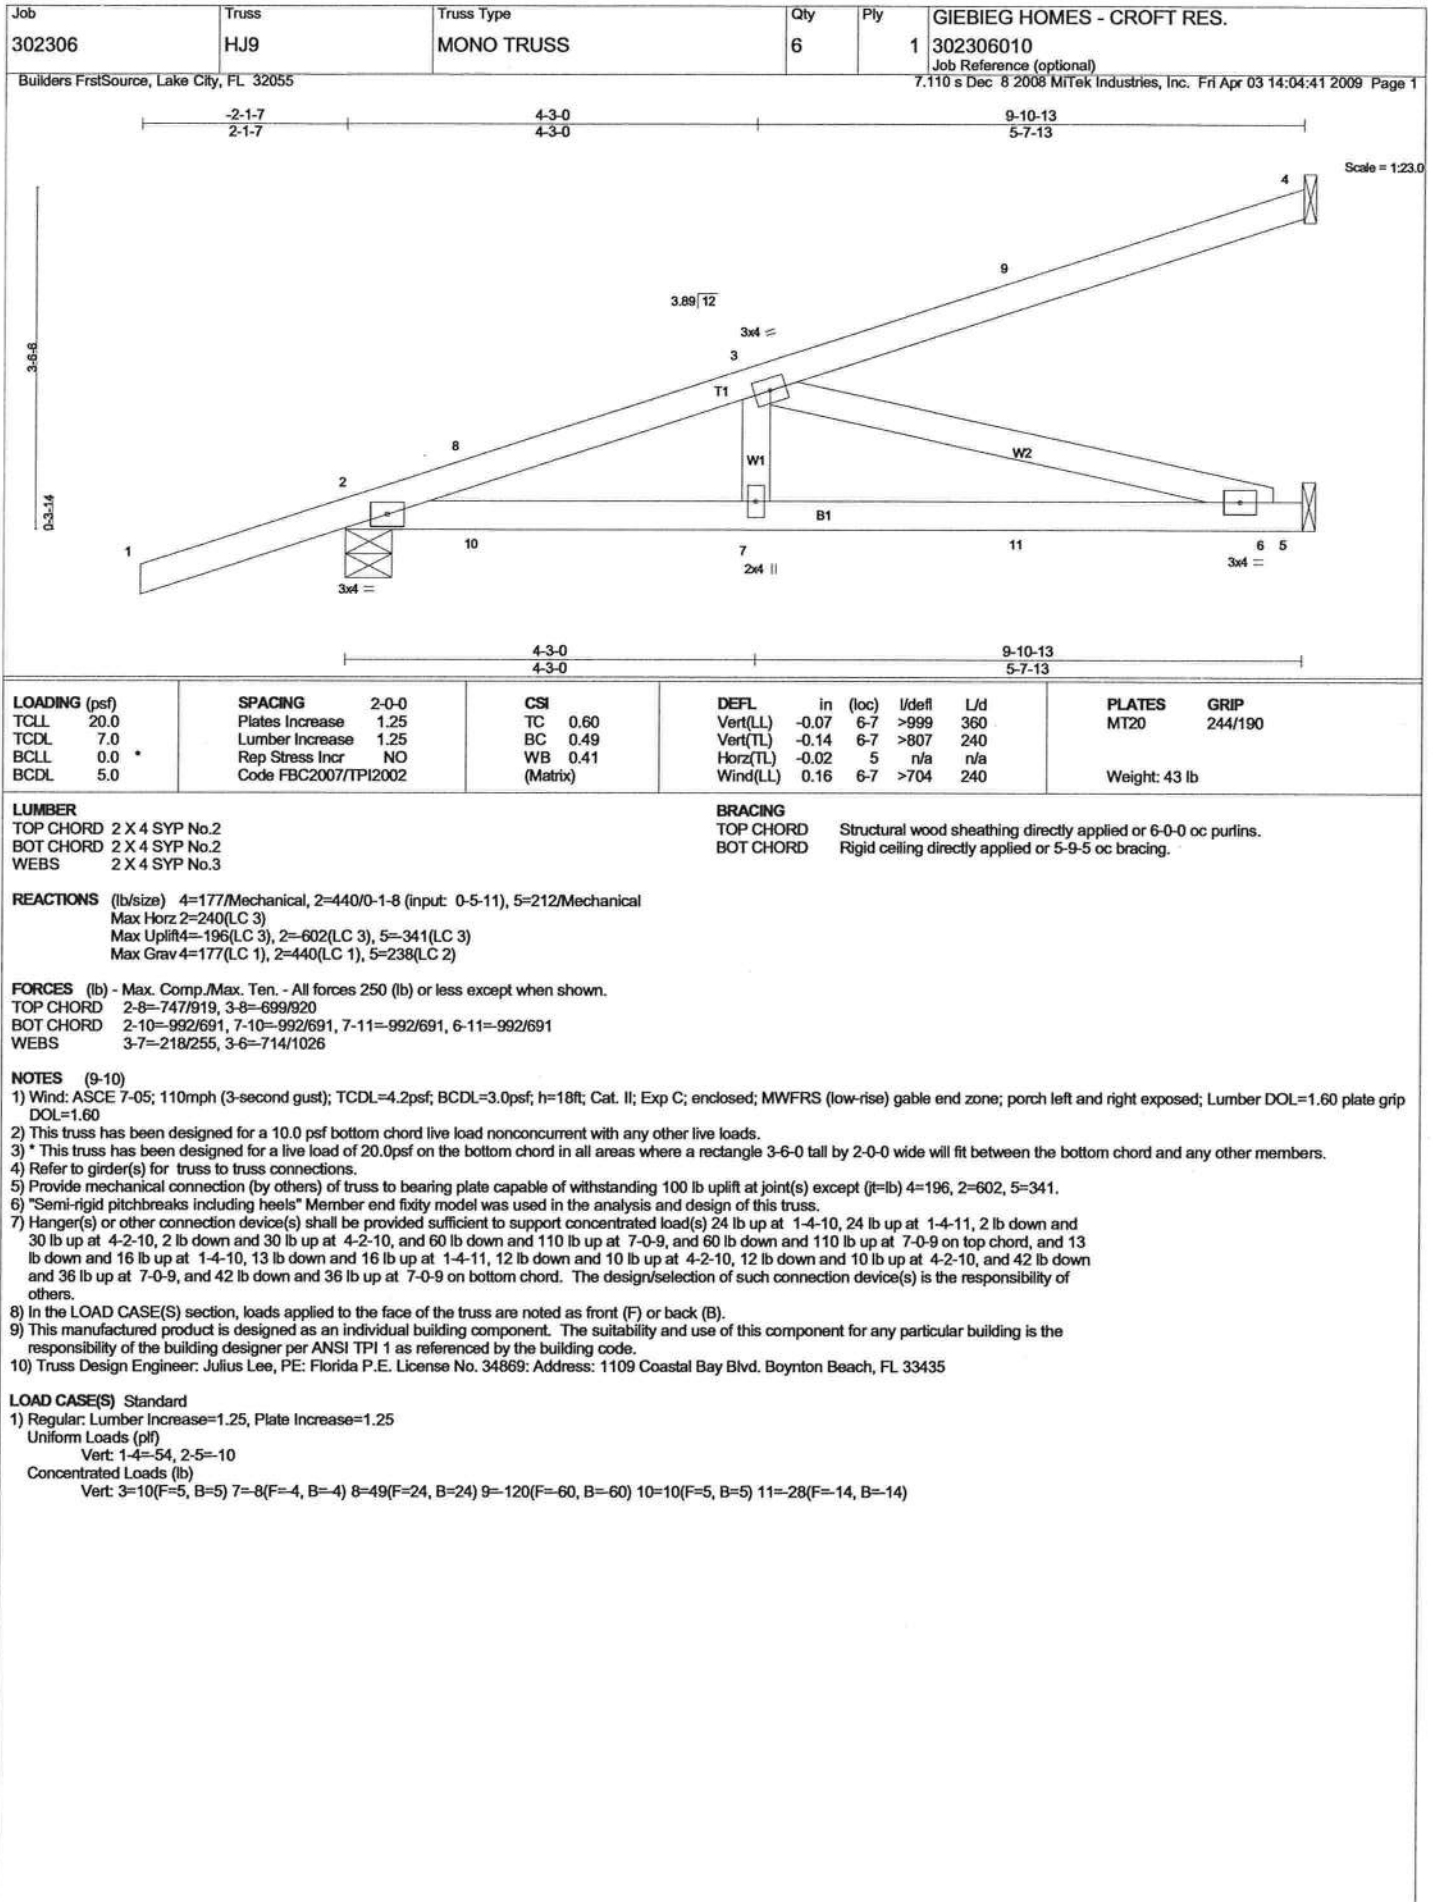 Job Truss Truss Type Qty Ply GIEBIEG HOMES - CROFT RES.
302306 HJ9 MONO TRUSS 6 1 302306010
Job Reference (optional)
Builders FrstSource, Lake City, FL 32055 7.110 s Dec 8 2008 MiTek Industries, Inc. Fri Apr 03 14:04:41 2009 Page 1
-2-1-7 4-3-0 9-10-13
2-1-7 4-3-0 5-7-13
Scale = 1:23.0
4
9
3.89 12
3x4 =
3
3-6-8
T1
8
W1
W2
2
0-3-14
B1
1
10
7
11
6 5
2x4 ||
3x4 =
3x4 =
4-3-0 9-10-13
4-3-0 5-7-13
LOADING (psf) SPACING 2-0-0 CSI DEFL in (loc) l/defl L/d PLATES GRIP
TCLL 20.0 Plates Increase 1.25 TC 0.60 Vert(LL) -0.07 6-7 >999 360 MT20 244/190
TCDL 7.0 Lumber Increase 1.25 BC 0.49 Vert(TL) -0.14 6-7 >807 240
BCLL 0.0 * Rep Stress Incr NO WB 0.41 Horz(TL) -0.02 5 n/a n/a
BCDL 5.0 Code FBC2007/TPI2002 (Matrix) Wind(LL) 0.16 6-7 >704 240 Weight: 43 lb
LUMBER BRACING
TOP CHORD 2 X 4 SYP No.2 TOP CHORD Structural wood sheathing directly applied or 6-0-0 oc purlins.
BOT CHORD 2 X 4 SYP No.2 BOT CHORD Rigid ceiling directly applied or 5-9-5 oc bracing.
WEBS 2 X 4 SYP No.3
REACTIONS (lb/size) 4=177/Mechanical, 2=440/0-1-8 (input: 0-5-11), 5=212/Mechanical
Max Horz 2=240(LC 3)
Max Uplift4=-196(LC 3), 2=-602(LC 3), 5=-341(LC 3)
Max Grav 4=177(LC 1), 2=440(LC 1), 5=238(LC 2)
FORCES (lb) - Max. Comp./Max. Ten. - All forces 250 (lb) or less except when shown.
TOP CHORD 2-8=-747/919, 3-8=-699/920
BOT CHORD 2-10=-992/691, 7-10=-992/691, 7-11=-992/691, 6-11=-992/691
WEBS 3-7=-218/255, 3-6=-714/1026
NOTES (9-10)
1) Wind: ASCE 7-05; 110mph (3-second gust); TCDL=4.2psf; BCDL=3.0psf; h=18ft; Cat. II; Exp C; enclosed; MWFRS (low-rise) gable end zone; porch left and right exposed; Lumber DOL=1.60 plate grip
DOL=1.60
2) This truss has been designed for a 10.0 psf bottom chord live load nonconcurrent with any other live loads.
3) * This truss has been designed for a live load of 20.0psf on the bottom chord in all areas where a rectangle 3-6-0 tall by 2-0-0 wide will fit between the bottom chord and any other members.
4) Refer to girder(s) for truss to truss connections.
5) Provide mechanical connection (by others) of truss to bearing plate capable of withstanding 100 lb uplift at joint(s) except (jt=lb) 4=196, 2=602, 5=341.
6) "Semi-rigid pitchbreaks including heels" Member end fixity model was used in the analysis and design of this truss.
7) Hanger(s) or other connection device(s) shall be provided sufficient to support concentrated load(s) 24 lb up at 1-4-10, 24 lb up at 1-4-11, 2 lb down and
30 lb up at 4-2-10, 2 lb down and 30 lb up at 4-2-10, and 60 lb down and 110 lb up at 7-0-9, and 60 lb down and 110 lb up at 7-0-9 on top chord, and 13
lb down and 16 lb up at 1-4-10, 13 lb down and 16 lb up at 1-4-11, 12 lb down and 10 lb up at 4-2-10, 12 lb down and 10 lb up at 4-2-10, and 42 lb down
and 36 lb up at 7-0-9, and 42 lb down and 36 lb up at 7-0-9 on bottom chord. The design/selection of such connection device(s) is the responsibility of
others.
8) In the LOAD CASE(S) section, loads applied to the face of the truss are noted as front (F) or back (B).
9) This manufactured product is designed as an individual building component. The suitability and use of this component for any particular building is the
responsibility of the building designer per ANSI TPI 1 as referenced by the building code.
10) Truss Design Engineer: Julius Lee, PE: Florida P.E. License No. 34869: Address: 1109 Coastal Bay Blvd. Boynton Beach, FL 33435
LOAD CASE(S) Standard
1) Regular: Lumber Increase=1.25, Plate Increase=1.25
Uniform Loads (plf)
Vert: 1-4=-54, 2-5=-10
Concentrated Loads (lb)
Vert: 3=10(F=5, B=5) 7=-8(F=-4, B=-4) 8=49(F=24, B=24) 9=-120(F=-60, B=-60) 10=10(F=5, B=5) 11=-28(F=-14, B=-14)